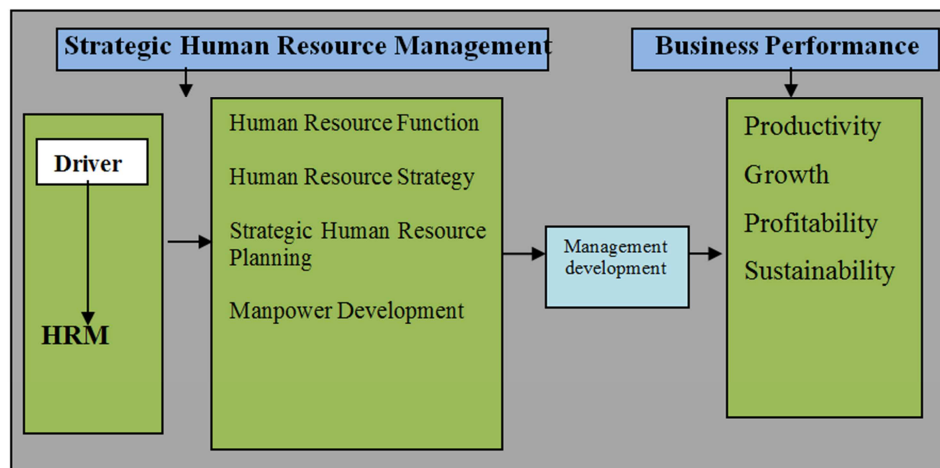 Strategic Human Resource Management
Business Performance
Driver
HRM
Human Resource Function
Human Resource Strategy
Strategic Human Resource
Planning
Manpower Development
Management
development
Productivity
Growth
Profitability
Sustainability